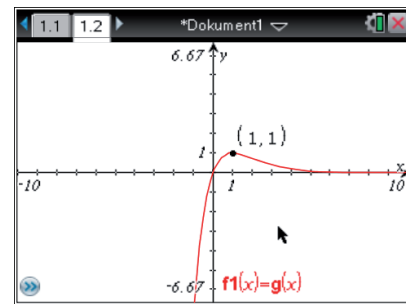 1.1 1.2 *Dokument1
6.67 y
(1,1)
1
x
-10 1 10
-6.67 f1(x)=g(x)